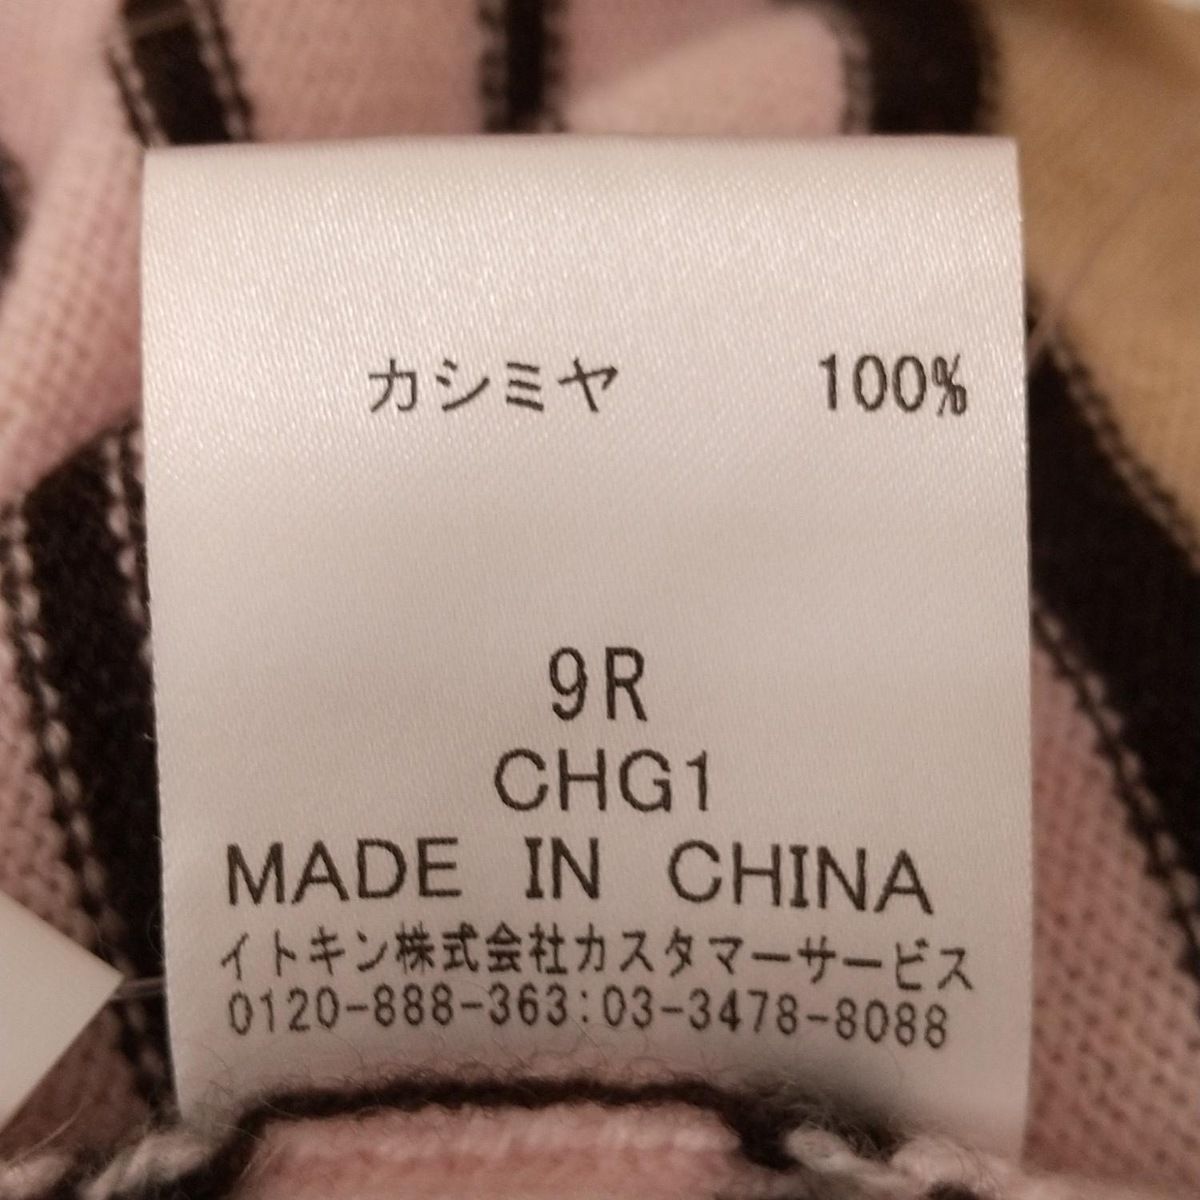 カシミヤ 100%
9R
CHG1
MADE IN CHINA
イトキン株式会社カスタマーサービス
0120-888-363:03-3478-8088